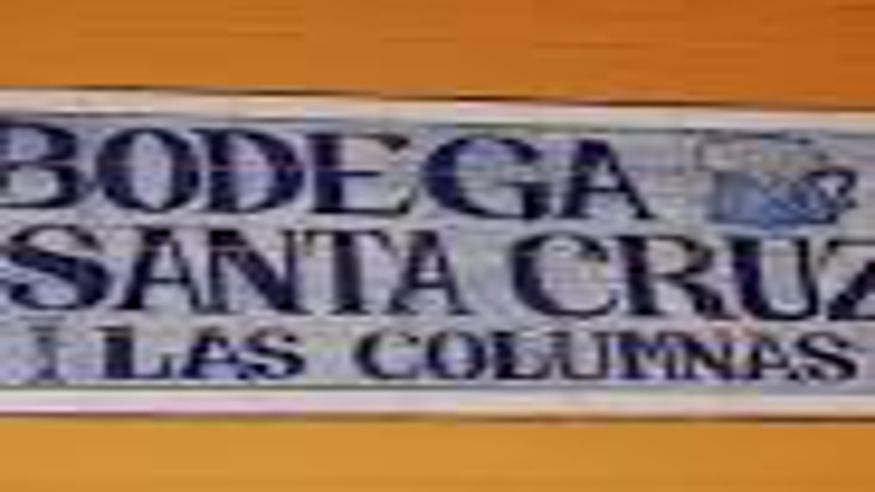 BODEGA
SANTA CRUZ
LAS COLUMNAS